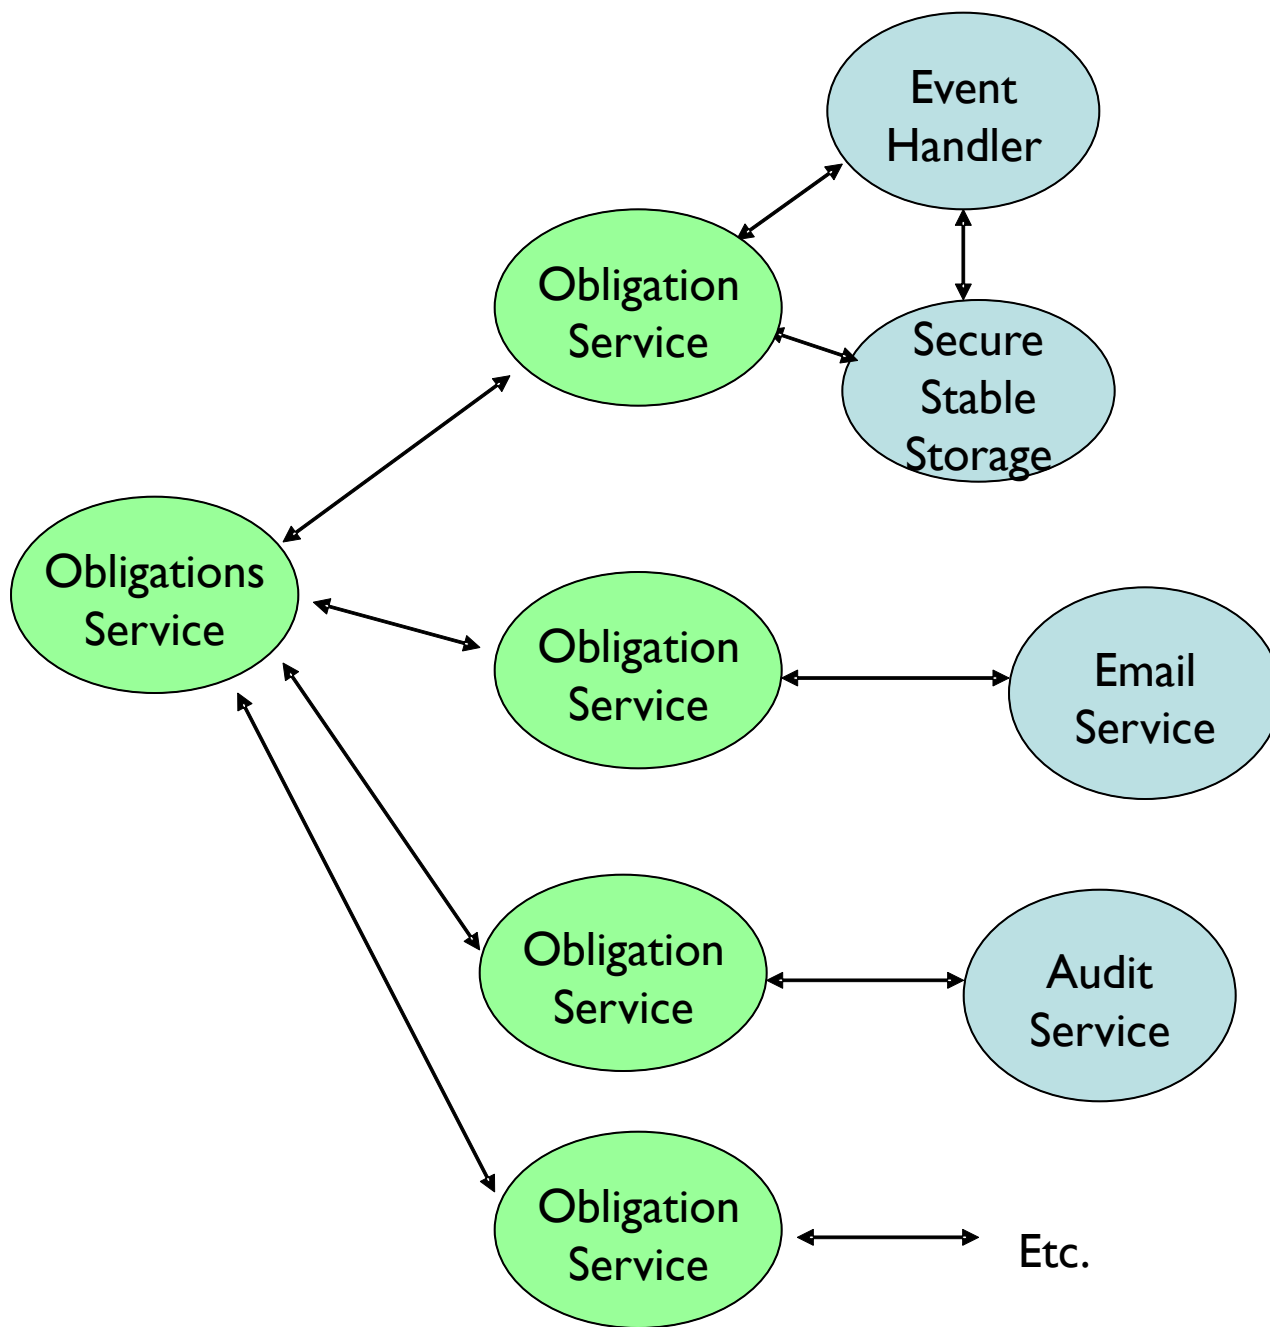 Event
Handler
Obligation
Service
Secure
Stable
Storage
Obligations
Service
Obligation
Service
Email
Service
Obligation
Service
Audit
Service
Obligation
Service
Etc.